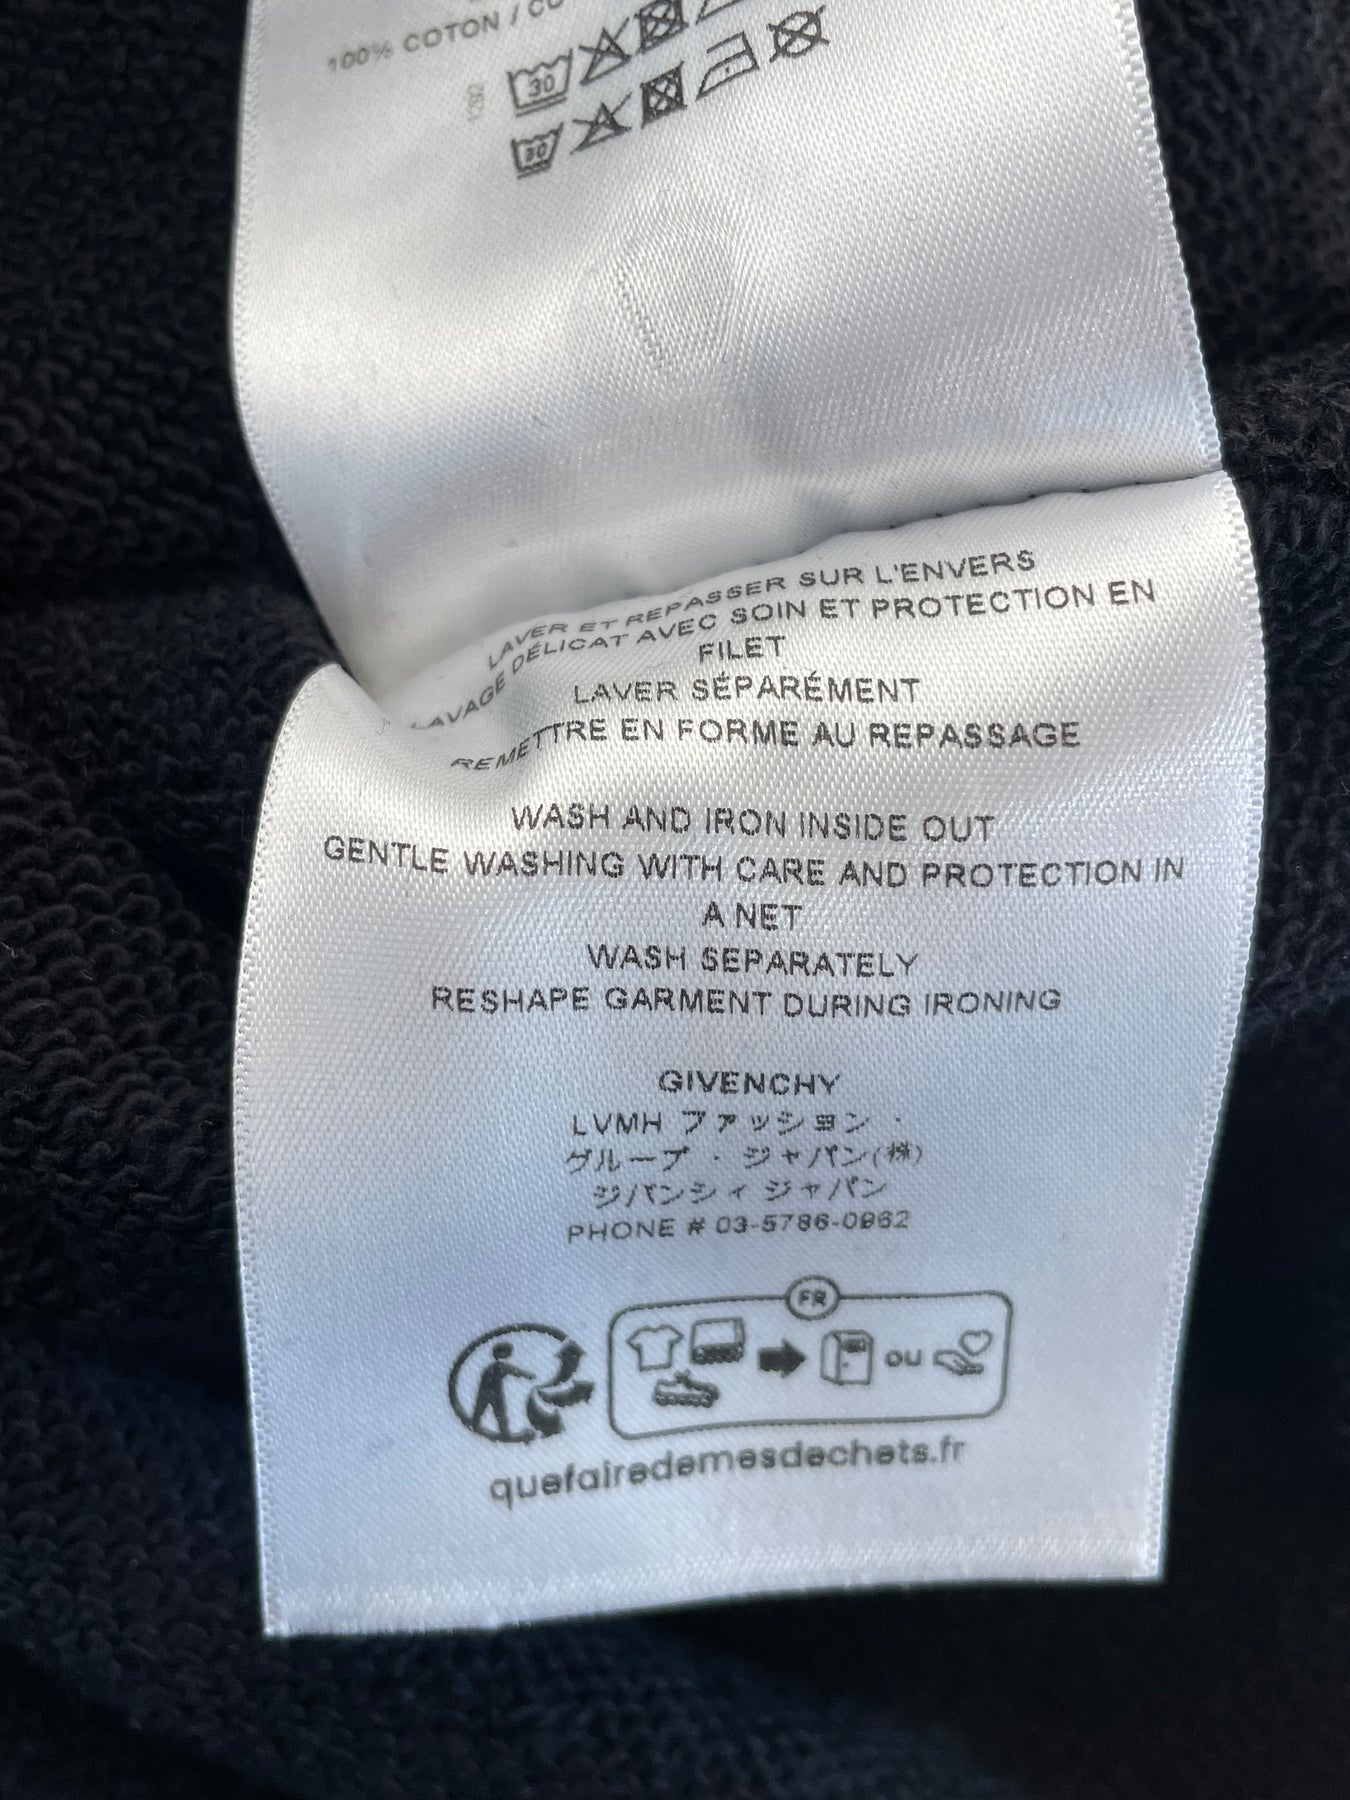 100% COTON / CO
30
30
LAVER ET REPASSER SUR L'ENVERS
LAVAGE DÉLICAT AVEC SOIN ET PROTECTION EN
FILET
LAVER SÉPARÉMENT
REMETTRE EN FORME AU REPASSAGE
WASH AND IRON INSIDE OUT
GENTLE WASHING WITH CARE AND PROTECTION IN
A NET
WASH SEPARATELY
RESHAPE GARMENT DURING IRONING
GIVENCHY
LVMH ファッション ·
グループ · ジャパン(株)
ジバンシィ ジャパン
PHONE # 03-5786-0962
FR
ou
quefairedemesdechets.fr